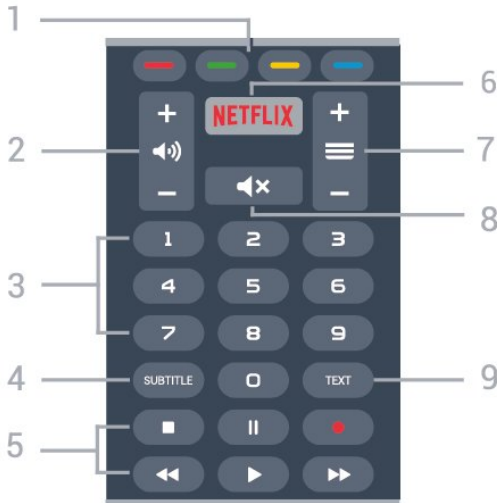 1
6
NETFLIX
+ +
2 7
- -
8
1 2 3
3
4 5 6
7 8 9
4 SUBTITLE 0 TEXT 9
5